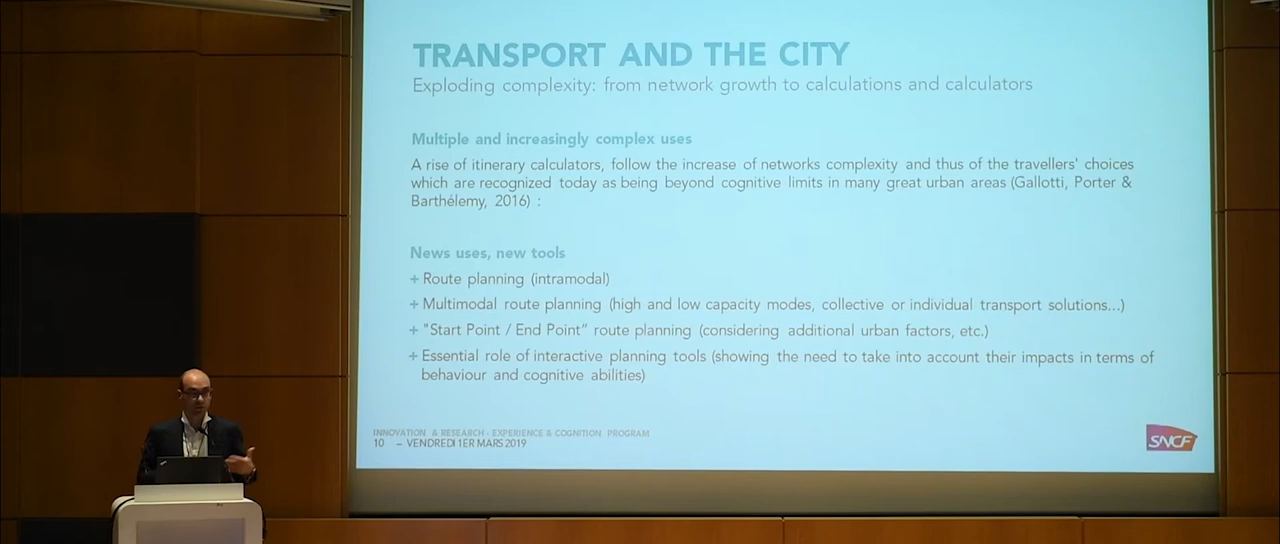 TRANSPORT AND THE CITY
Exploding complexity: from network growth to calculations and calculators
Multiple and increasingly complex uses
A rise of itinerary calculators, follow the increase of networks complexity and thus of the travellers' choices
which are recognized today as being beyond cognitive limits in many great urban areas (Gallotti, Porter &
Barthélemy, 2016) :
News uses, new tools
+ Route planning (intramodal)
+ Multimodal route planning (high and low capacity modes, collective or individual transport solutions...)
+ "Start Point / End Point" route planning (considering additional urban factors, etc.)
+ Essential role of interactive planning tools (showing the need to take into account their impacts in terms of
behaviour and cognitive abilities)
INNOVATION & RESEARCH - EXPERIENCE & COGNITION PROGRAM
10 – VENDREDI 1ER MARS 2019
SNCF